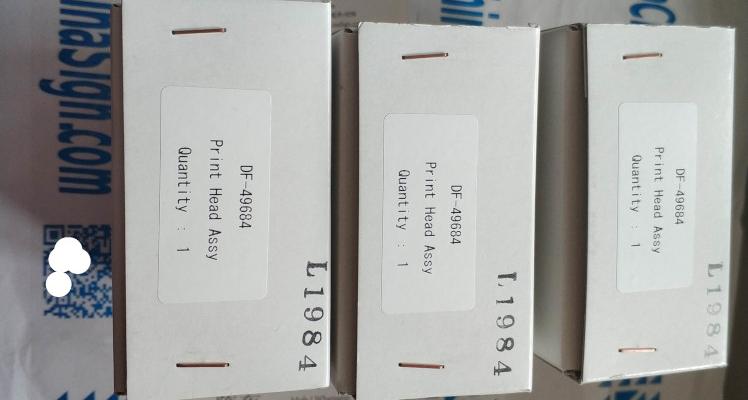 DF-49684
Print Head Assy
Quantity : 1
L1984
DF-49684
Print Head Assy
Quantity : 1
L1984
DF-49684
Print Head Assy
Quantity : 1
L1984
inasign.com